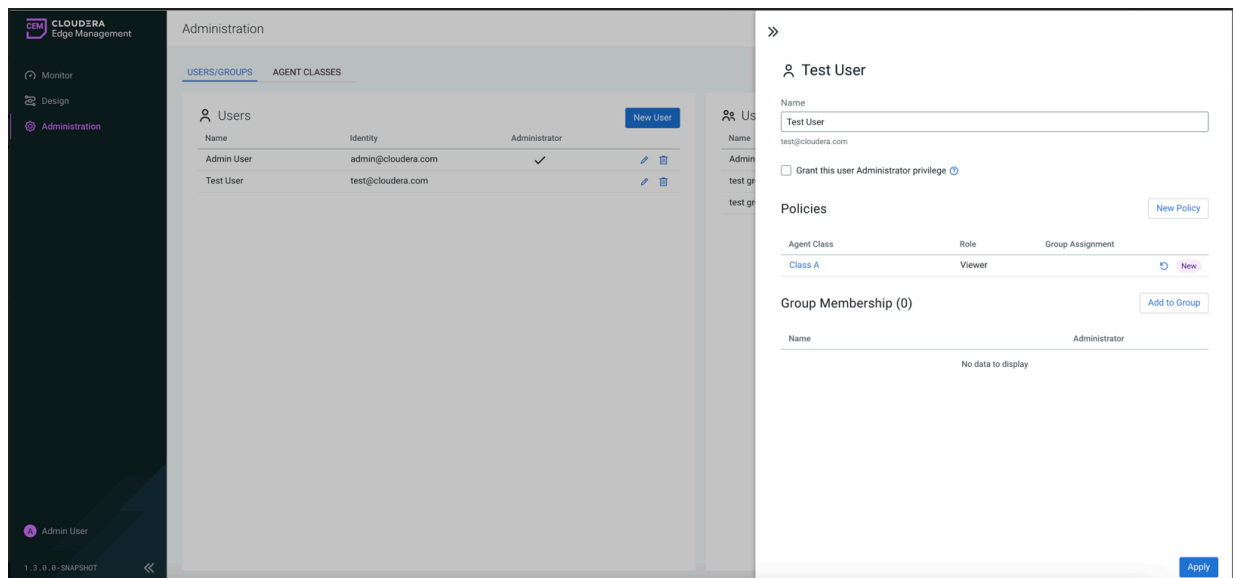 CEM CLOUDERA
Edge Management
Monitor
Design
Administration
A Admin User
1.3.0.0-SNAPSHOT
Administration
USERS/GROUPS AGENT CLASSES
Users New User
Name Identity Administrator
Admin User admin@cloudera.com
Test User test@cloudera.com
Us
Name
Admin
test gr
test gr
Test User
Name
Test User
test@cloudera.com
Grant this user Administrator privilege ?
Policies New Policy
Agent Class Role Group Assignment
Class A Viewer New
Group Membership (0) Add to Group
Name Administrator
No data to display
Apply